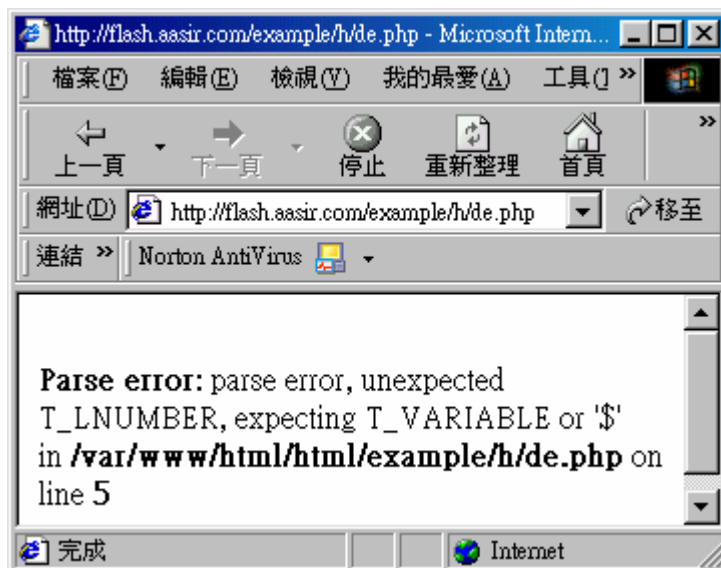 http://flash.aasir.com/example/h/de.php - Microsoft Intern...
檔案(F) 編輯(E) 檢視(V) 我的最愛(A) 工具(T »
上一頁 下一頁 停止 重新整理 首頁 »
網址(D) http://flash.aasir.com/example/h/de.php 移至
連結 » Norton AntiVirus
Parse error: parse error, unexpected
T_LNUMBER, expecting T_VARIABLE or '$'
in /var/www/html/html/example/h/de.php on
line 5
完成 Internet